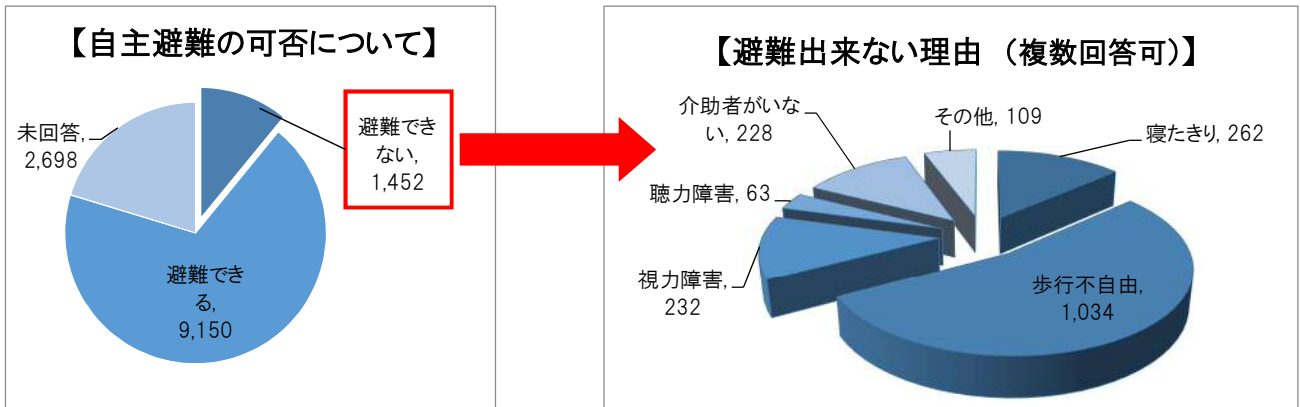 【自主避難の可否について】
未回答,
2,698
避難でき
ない,
1,452
避難でき
る,
9,150
【避難出来ない理由 （複数回答可）】
介助者がいな
い, 228
その他, 109
寝たきり, 262
聴力障害, 63
視力障害,
232
歩行不自由,
1,034